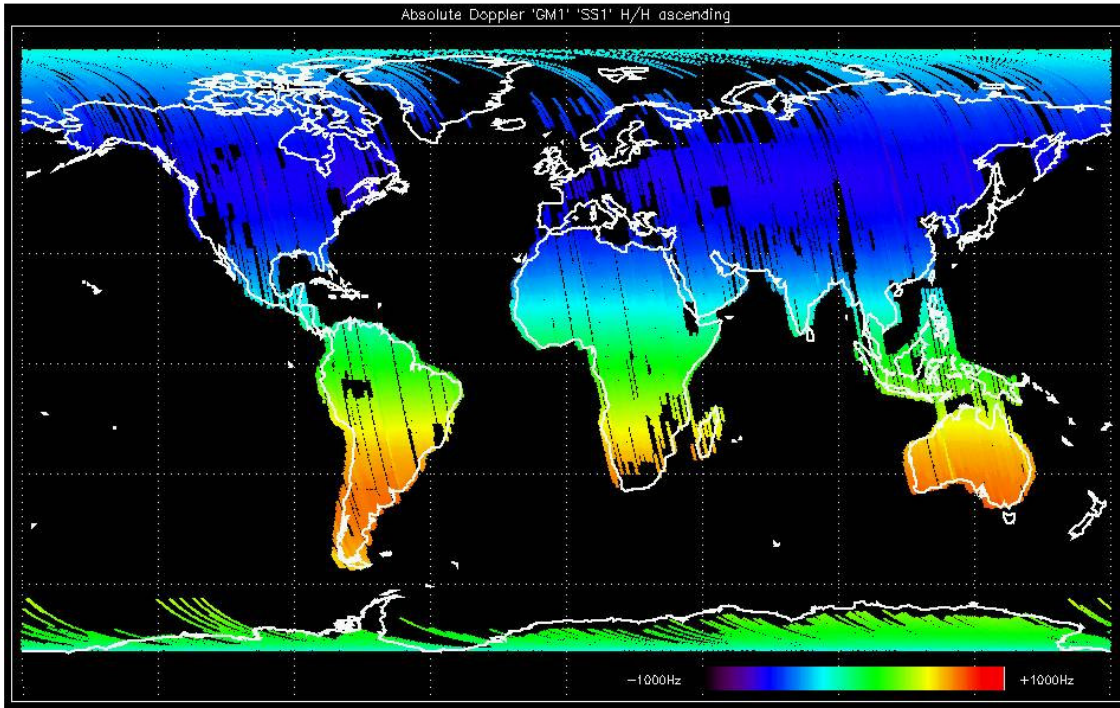 Absolute Doppler 'GM1' 'SS1' H/H ascending
−1000Hz +1000Hz